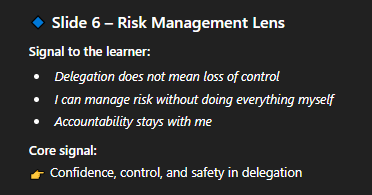 🔷 Slide 6 – Risk Management Lens
Signal to the learner:
• Delegation does not mean loss of control
• I can manage risk without doing everything myself
• Accountability stays with me
Core signal:
👉 Confidence, control, and safety in delegation